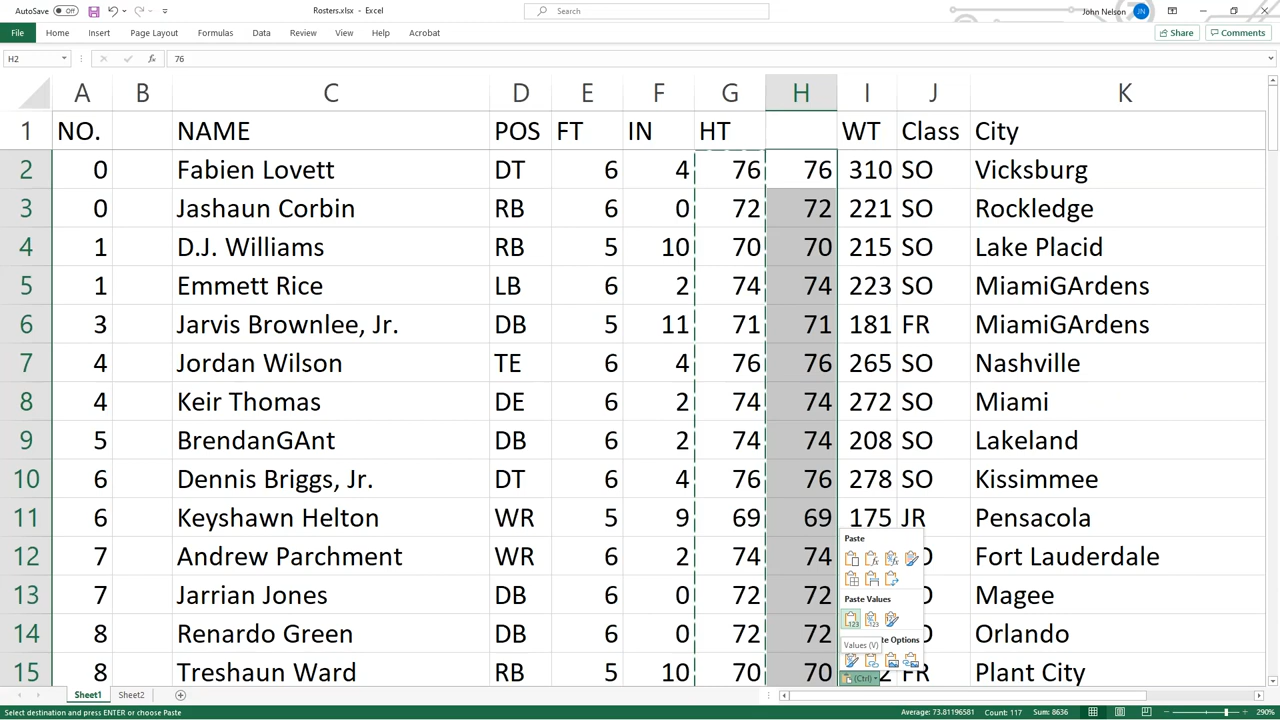 AutoSave Off Rosters.xlsx - Excel Search John Nelson JN
File Home Insert Page Layout Formulas Data Review View Help Acrobat Share Comments
H2 fx 76
A B C D E F G H I J K
1 NO. NAME POS FT IN HT WT Class City
2 0 Fabien Lovett DT 6 4 76 76 310 SO Vicksburg
3 0 Jashaun Corbin RB 6 0 72 72 221 SO Rockledge
4 1 D.J. Williams RB 5 10 70 70 215 SO Lake Placid
5 1 Emmett Rice LB 6 2 74 74 223 SO MiamiGArdens
6 3 Jarvis Brownlee, Jr. DB 5 11 71 71 181 FR MiamiGArdens
7 4 Jordan Wilson TE 6 4 76 76 265 SO Nashville
8 4 Keir Thomas DE 6 2 74 74 272 SO Miami
9 5 BrendanGAnt DB 6 2 74 74 208 SO Lakeland
10 6 Dennis Briggs, Jr. DT 6 4 76 76 278 SO Kissimmee
11 6 Keyshawn Helton WR 5 9 69 69 175 JR Pensacola
Paste
12 7 Andrew Parchment WR 6 2 74 74 Fort Lauderdale
13 7 Jarrian Jones DB 6 0 72 72 Magee
Paste Values
14 8 Renardo Green DB 6 0 72 72 Orlando
Values (V) Options
15 8 Treshaun Ward RB 5 10 70 70 2 FR Plant City
(Ctrl)
Sheet1 Sheet2
Select destination and press ENTER or choose Paste Average: 73.81196581 Count: 117 Sum: 8636 290%